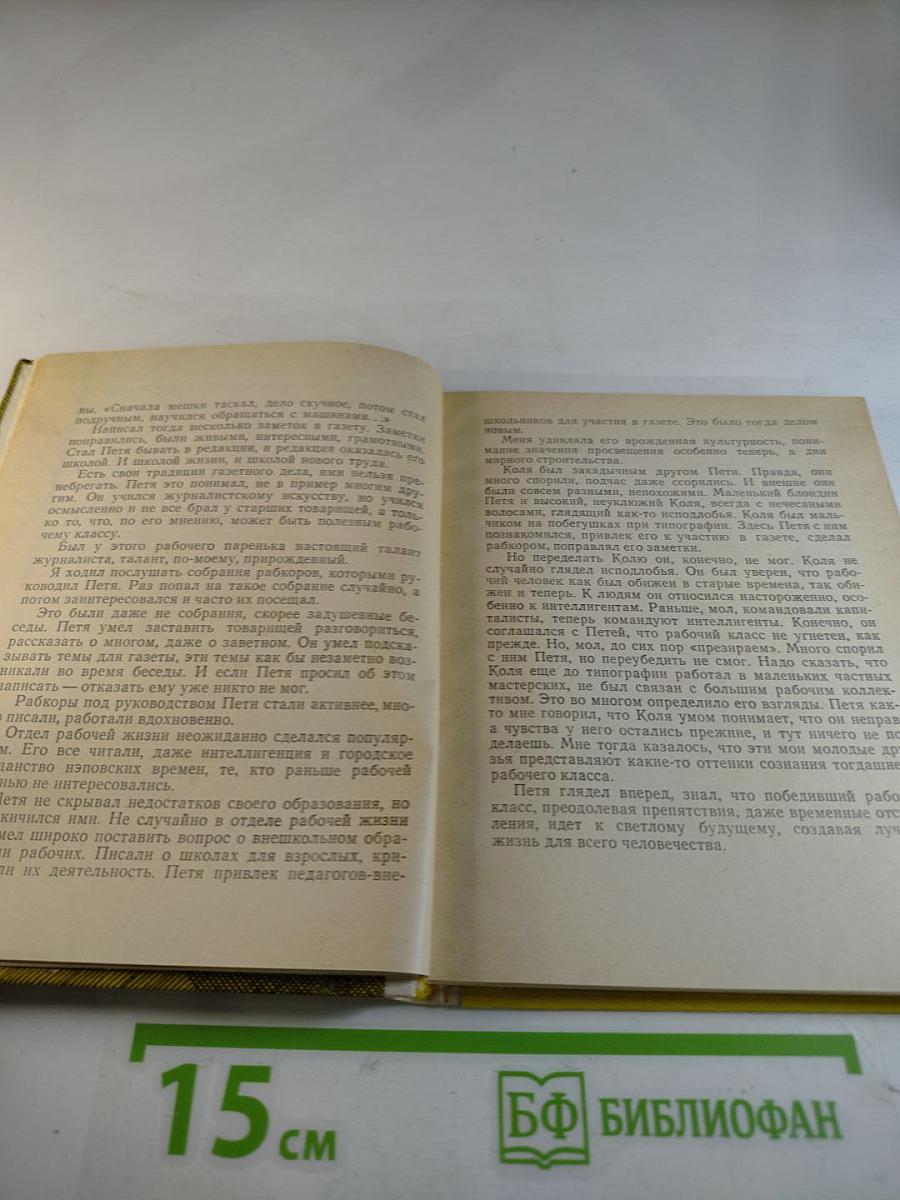 вы. «Сначала мешки таскал, дело скучное, потом стал
подручным, научился обращаться с машинами...»
Написал тогда несколько заметок в газету. Заметки
понравились, были живыми, интересными, грамотными.
Стал Петя бывать в редакции, и редакция оказалась его
школой. И школой жизни, и школой нового труда.
Есть свои традиции газетного дела, ими нельзя пре-
небрегать. Петя это понимал, не в пример многим дру-
гим. Он учился журналистскому искусству, но учился
осмысленно и не все брал у старших товарищей, а толь-
ко то, что, по его мнению, может быть полезным рабо-
чему классу.
Был у этого рабочего паренька настоящий талант
журналиста, талант, по-моему, прирожденный.
Я ходил послушать собрания рабкоров, которыми ру-
ководил Петя. Раз попал на такое собрание случайно, а
потом заинтересовался и часто их посещал.
Это были даже не собрания, скорее задушевные бе-
седы. Петя умел заставить товарищей разговориться,
рассказать о многом, даже о заветном. Он умел подска-
зывать темы для газеты, эти темы как бы незаметно воз-
никали во время беседы. И если Петя просил об этом
написать — отказать ему уже никто не мог.
Рабкоры под руководством Пети стали активнее, мно-
о писали, работали вдохновенно.
Отдел рабочей жизни неожиданно сделался популяр-
м. Его все читали, даже интеллигенция и городское
щанство нэповских времен, те, кто раньше рабочей
нью не интересовались.
Петя не скрывал недостатков своего образования, но
кичился ими. Не случайно в отделе рабочей жизни
мел широко поставить вопрос о внешкольном обра-
и рабочих. Писали о школах для взрослых, кри-
ли их деятельность. Петя привлек педагогов-вне-
школьников для участия в газете. Это было тогда делом
новым.
Меня удивляла его врожденная культурность, пони-
мание значения просвещения особенно теперь, в дни
мирного строительства.
Коля был закадычным другом Пети. Правда, они
много спорили, подчас даже ссорились. И внешне они
были совсем разными, непохожими. Маленький блондин
Петя и высокий, неуклюжий Коля, всегда с нечесаными
волосами, глядящий как-то исподлобья. Коля был маль-
чиком на побегушках при типографии. Здесь Петя с ним
познакомился, привлек его к участию в газете, сделал
рабкором, поправлял его заметки.
Но переделать Колю он, конечно, не мог. Коля не
случайно глядел исподлобья. Он был уверен, что рабо-
чий человек как был обижен в старые времена, так оби-
жен и теперь. К людям он относился настороженно, осо-
бенно к интеллигентам. Раньше, мол, командовали капи-
талисты, теперь командуют интеллигенты. Конечно, он
соглашался с Петей, что рабочий класс не угнетен, как
прежде. Но, мол, до сих пор «презираем». Много спорил
с ним Петя, но переубедить не смог. Надо сказать, что
Коля еще до типографии работал в маленьких частных
мастерских, не был связан с большим рабочим коллек-
тивом. Это во многом определило его взгляды. Петя как-
то мне говорил, что Коля умом понимает, что он неправ
а чувства у него остались прежние, и тут ничего не по
делаешь. Мне тогда казалось, что эти мои молодые дру
зья представляют какие-то оттенки сознания тогдашне
рабочего класса.
Петя глядел вперед, знал, что победивший рабо
класс, преодолевая препятствия, даже временные отс
ления, идет к светлому будущему, создавая луч
жизнь для всего человечества.
15 см
БФ БИБЛИОФАН